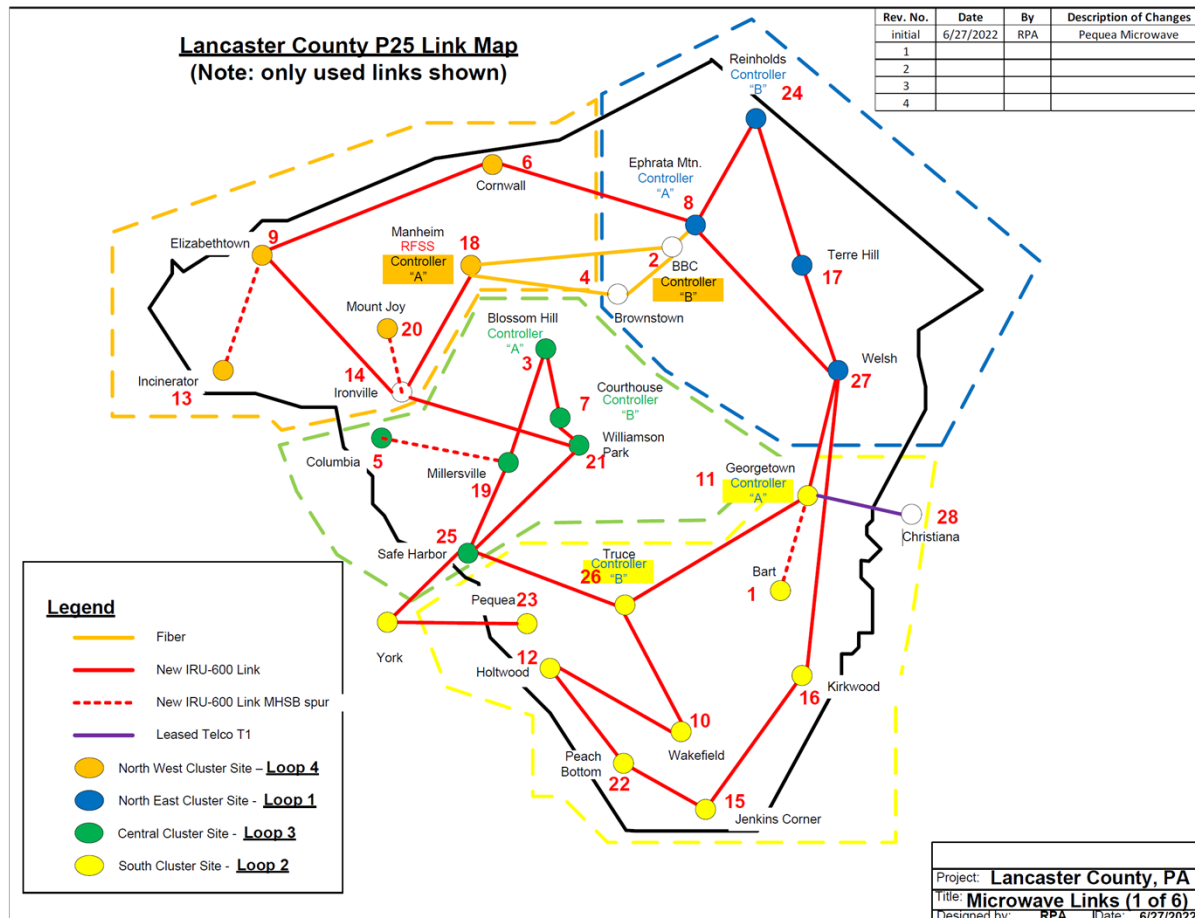 Lancaster County P25 Link Map
(Note: only used links shown)
Rev. No. Date By Description of Changes
initial 6/27/2022 RPA Pequea Microwave
1
2
3
4
Reinholds
Controller
"B"
24
6
Cornwall
Ephrata Mtn.
Controller
"A"
8
9
Elizabethtown
Manheim
RFSS
Controller
"A"
18
4
2
BBC
Controller
"B"
Brownstown
Terre Hill
17
Mount Joy
20
Incinerator
13
14
Ironville
Blossom Hill
Controller
"A"
3
Courthouse
Controller
"B"
7
Williamson
Park
21
Welsh
27
Columbia
5
Millersville
19
Georgetown
Controller
"A"
11
28
Christiana
25
Safe Harbor
Truce
Controller
"B"
26
Bart
1
Pequea
23
York
12
Holtwood
10
Wakefield
Kirkwood
16
Peach
Bottom
22
15
Jenkins Corner
Legend
Fiber
New IRU-600 Link
New IRU-600 Link MHSB spur
Leased Telco T1
North West Cluster Site – Loop 4
North East Cluster Site - Loop 1
Central Cluster Site - Loop 3
South Cluster Site - Loop 2
Project: Lancaster County, PA
Title: Microwave Links (1 of 6)
Designed by: RPA Date: 6/27/2022